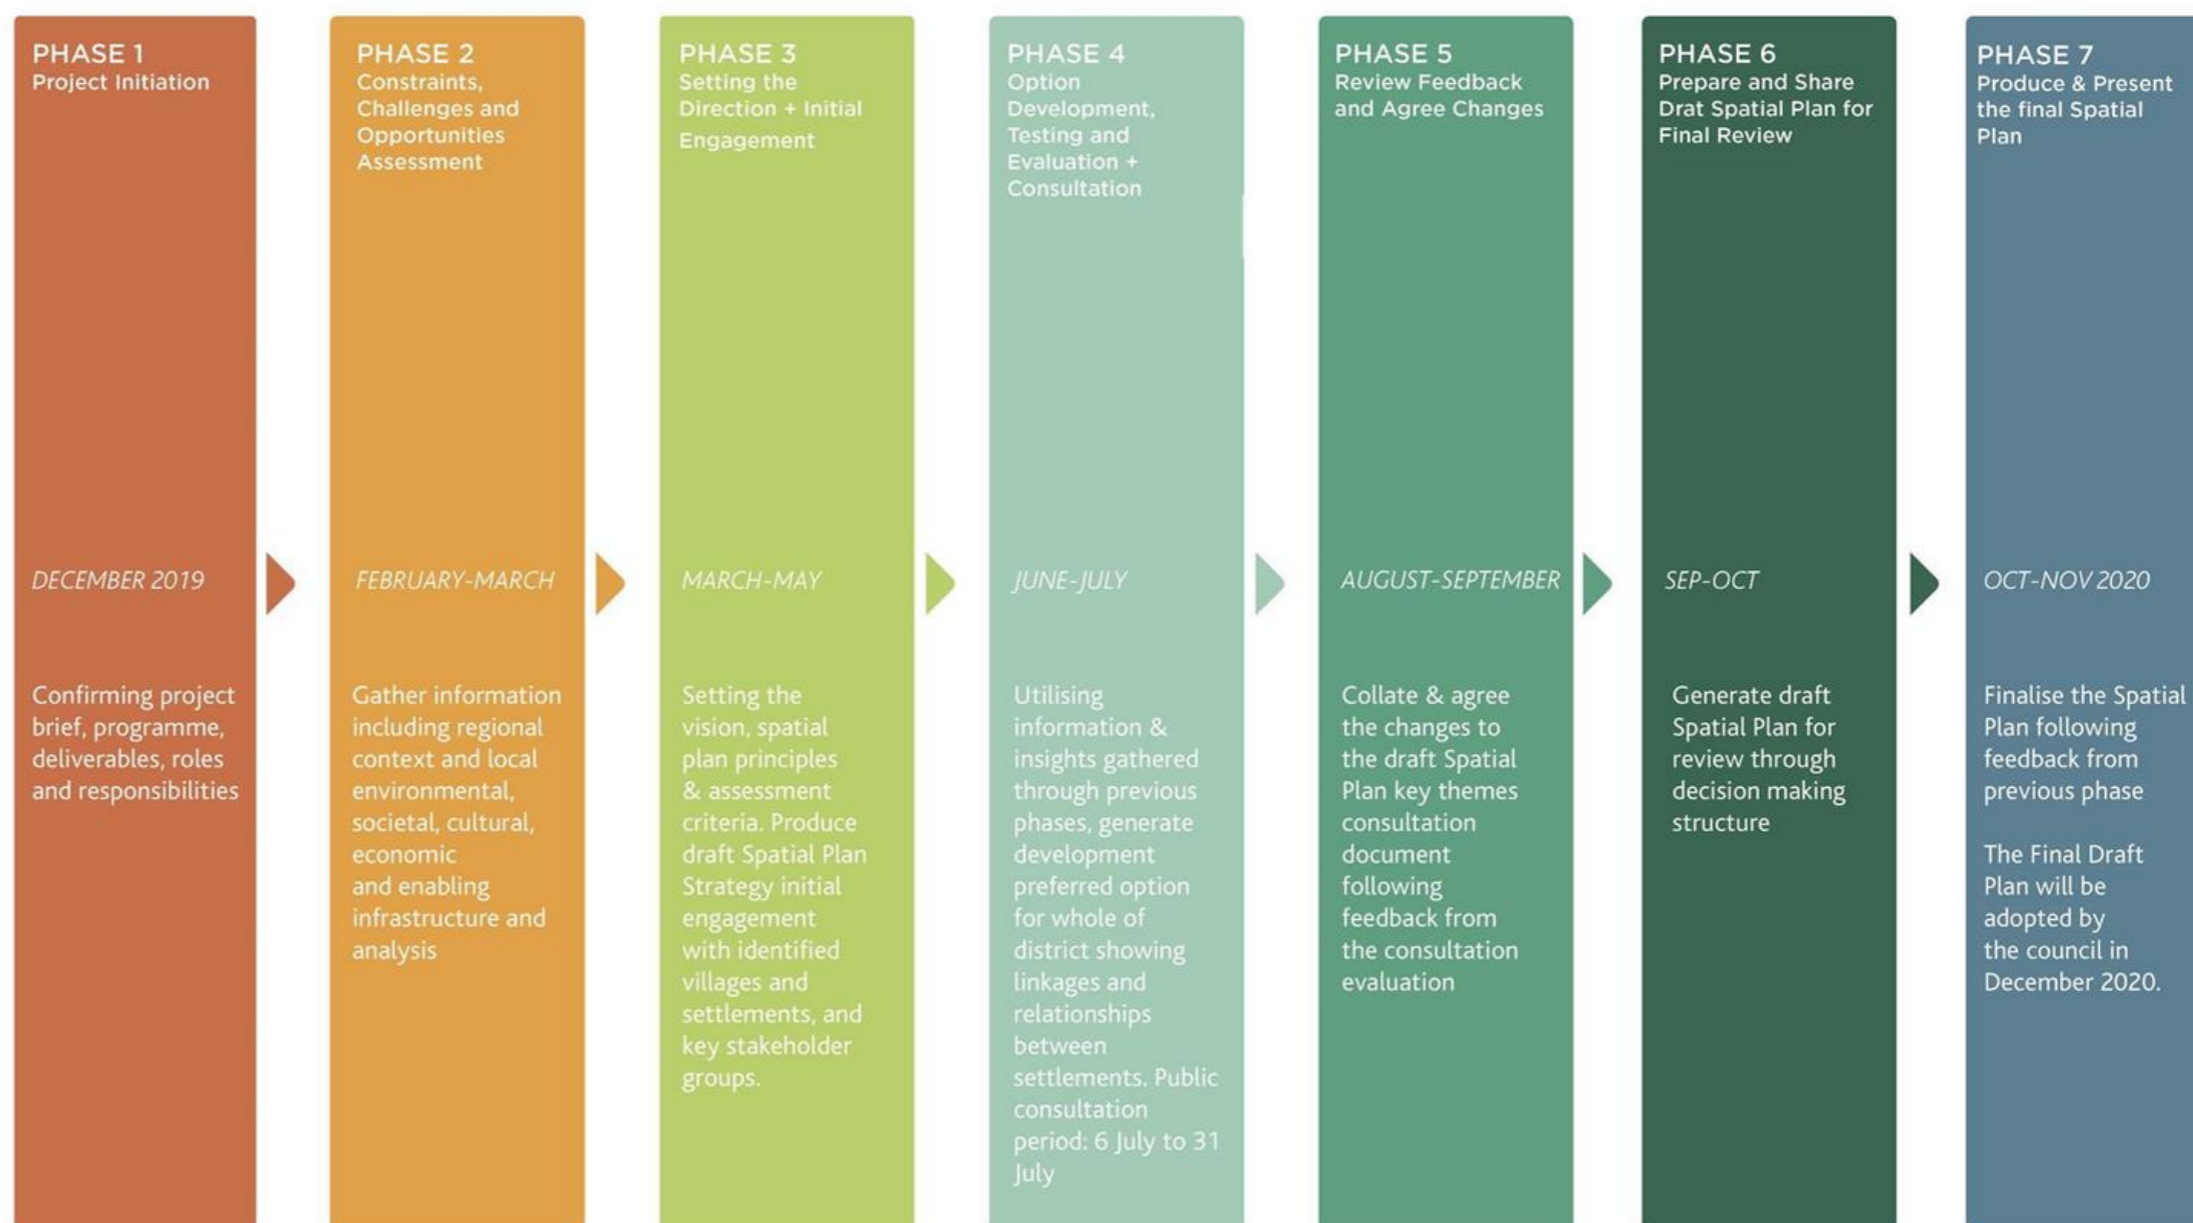 PHASE 1
Project Initiation
DECEMBER 2019
Confirming project
brief, programme,
deliverables, roles
and responsibilities
PHASE 2
Constraints,
Challenges and
Opportunities
Assessment
FEBRUARY-MARCH
Gather information
including regional
context and local
environmental,
societal, cultural,
economic
and enabling
infrastructure and
analysis
PHASE 3
Setting the
Direction + Initial
Engagement
MARCH-MAY
Setting the
vision, spatial
plan principles
& assessment
criteria. Produce
draft Spatial Plan
Strategy initial
engagement
with identified
villages and
settlements, and
key stakeholder
groups.
PHASE 4
Option
Development,
Testing and
Evaluation +
Consultation
JUNE-JULY
Utilising
information &
insights gathered
through previous
phases, generate
development
preferred option
for whole of
district showing
linkages and
relationships
between
settlements. Public
consultation
period: 6 July to 31
July
PHASE 5
Review Feedback
and Agree Changes
AUGUST-SEPTEMBER
Collate & agree
the changes to
the draft Spatial
Plan key themes
consultation
document
following
feedback from
the consultation
evaluation
PHASE 6
Prepare and Share
Drat Spatial Plan for
Final Review
SEP-OCT
Generate draft
Spatial Plan for
review through
decision making
structure
PHASE 7
Produce & Present
the final Spatial
Plan
OCT-NOV 2020
Finalise the Spatial
Plan following
feedback from
previous phase
The Final Draft
Plan will be
adopted by
the council in
December 2020.